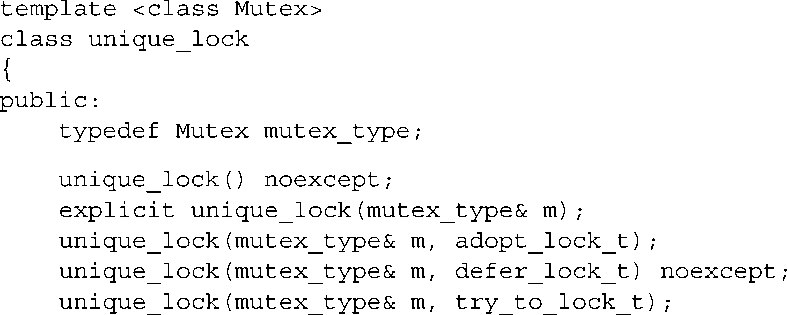 template <class Mutex>
class unique_lock
{
public:
    typedef Mutex mutex_type;
    unique_lock() noexcept;
    explicit unique_lock(mutex_type& m);
    unique_lock(mutex_type& m, adopt_lock_t);
    unique_lock(mutex_type& m, defer_lock_t) noexcept;
    unique_lock(mutex_type& m, try_to_lock_t);